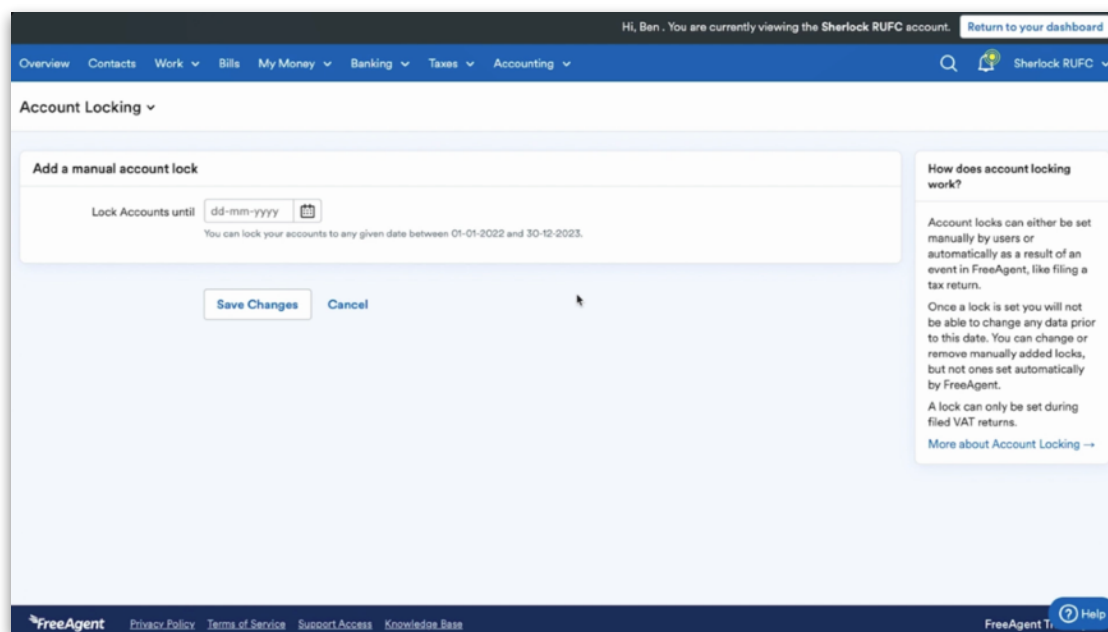 Hi, Ben . You are currently viewing the Sherlock RUFC account. Return to your dashboard
Overview Contacts Work Bills My Money Banking Taxes Accounting Sherlock RUFC
Account Locking
Add a manual account lock
Lock Accounts until dd-mm-yyyy
You can lock your accounts to any given date between 01-01-2022 and 30-12-2023.
Save Changes Cancel
How does account locking
work?
Account locks can either be set
manually by users or
automatically as a result of an
event in FreeAgent, like filing a
tax return.
Once a lock is set you will not
be able to change any data prior
to this date. You can change or
remove manually added locks,
but not ones set automatically
by FreeAgent.
A lock can only be set during
filed VAT returns.
More about Account Locking →
FreeAgent Privacy Policy Terms of Service Support Access Knowledge Base FreeAgent Help